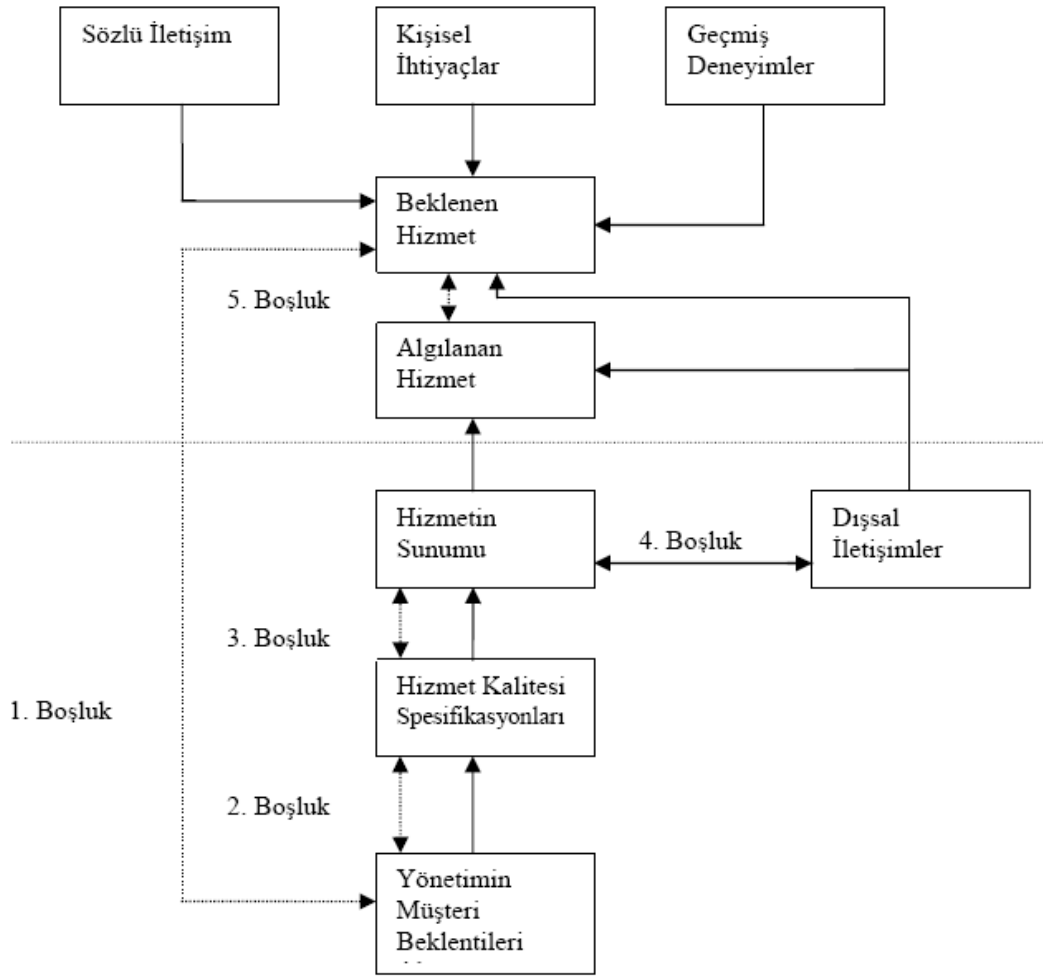 Sözlü İletişim
Kişisel
İhtiyaçlar
Geçmiş
Deneyimler
Beklenen
Hizmet
5. Boşluk
Algılanan
Hizmet
Hizmetin
Sunumu
4. Boşluk
Dışsal
İletişimler
3. Boşluk
Hizmet Kalitesi
Spesifikasyonları
1. Boşluk
2. Boşluk
Yönetimin
Müşteri
Beklentileri